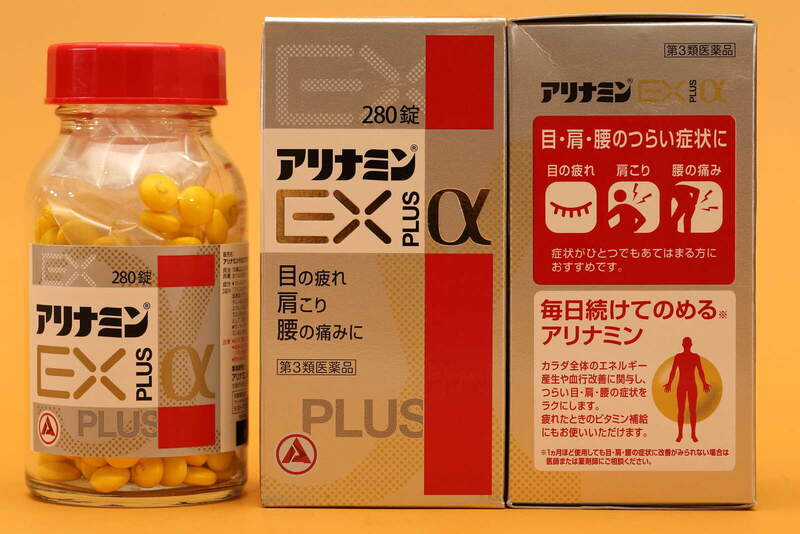 EX
280錠
アリナミン®
EX PLUS α
PLUS
EX
280錠
アリナミン®
EX PLUS α
目の疲れ
肩こり
腰の痛みに
第3類医薬品
PLUS
第3類医薬品
アリナミン® EX PLUS α
目・肩・腰のつらい症状に
目の疲れ 肩こり 腰の痛み
症状がひとつでもあてはまる方に
おすすめです。
毎日続けてのめる※
アリナミン
カラダ全体のエネルギー
産生や血行改善に関与し、
つらい目・肩・腰の症状を
ラクにします。
疲れたときのビタミン補給
にもお使いいただけます。
※1ヵ月ほど使用しても目・肩・腰の症状に改善がみられない場合は
医師または薬剤師にご相談ください。